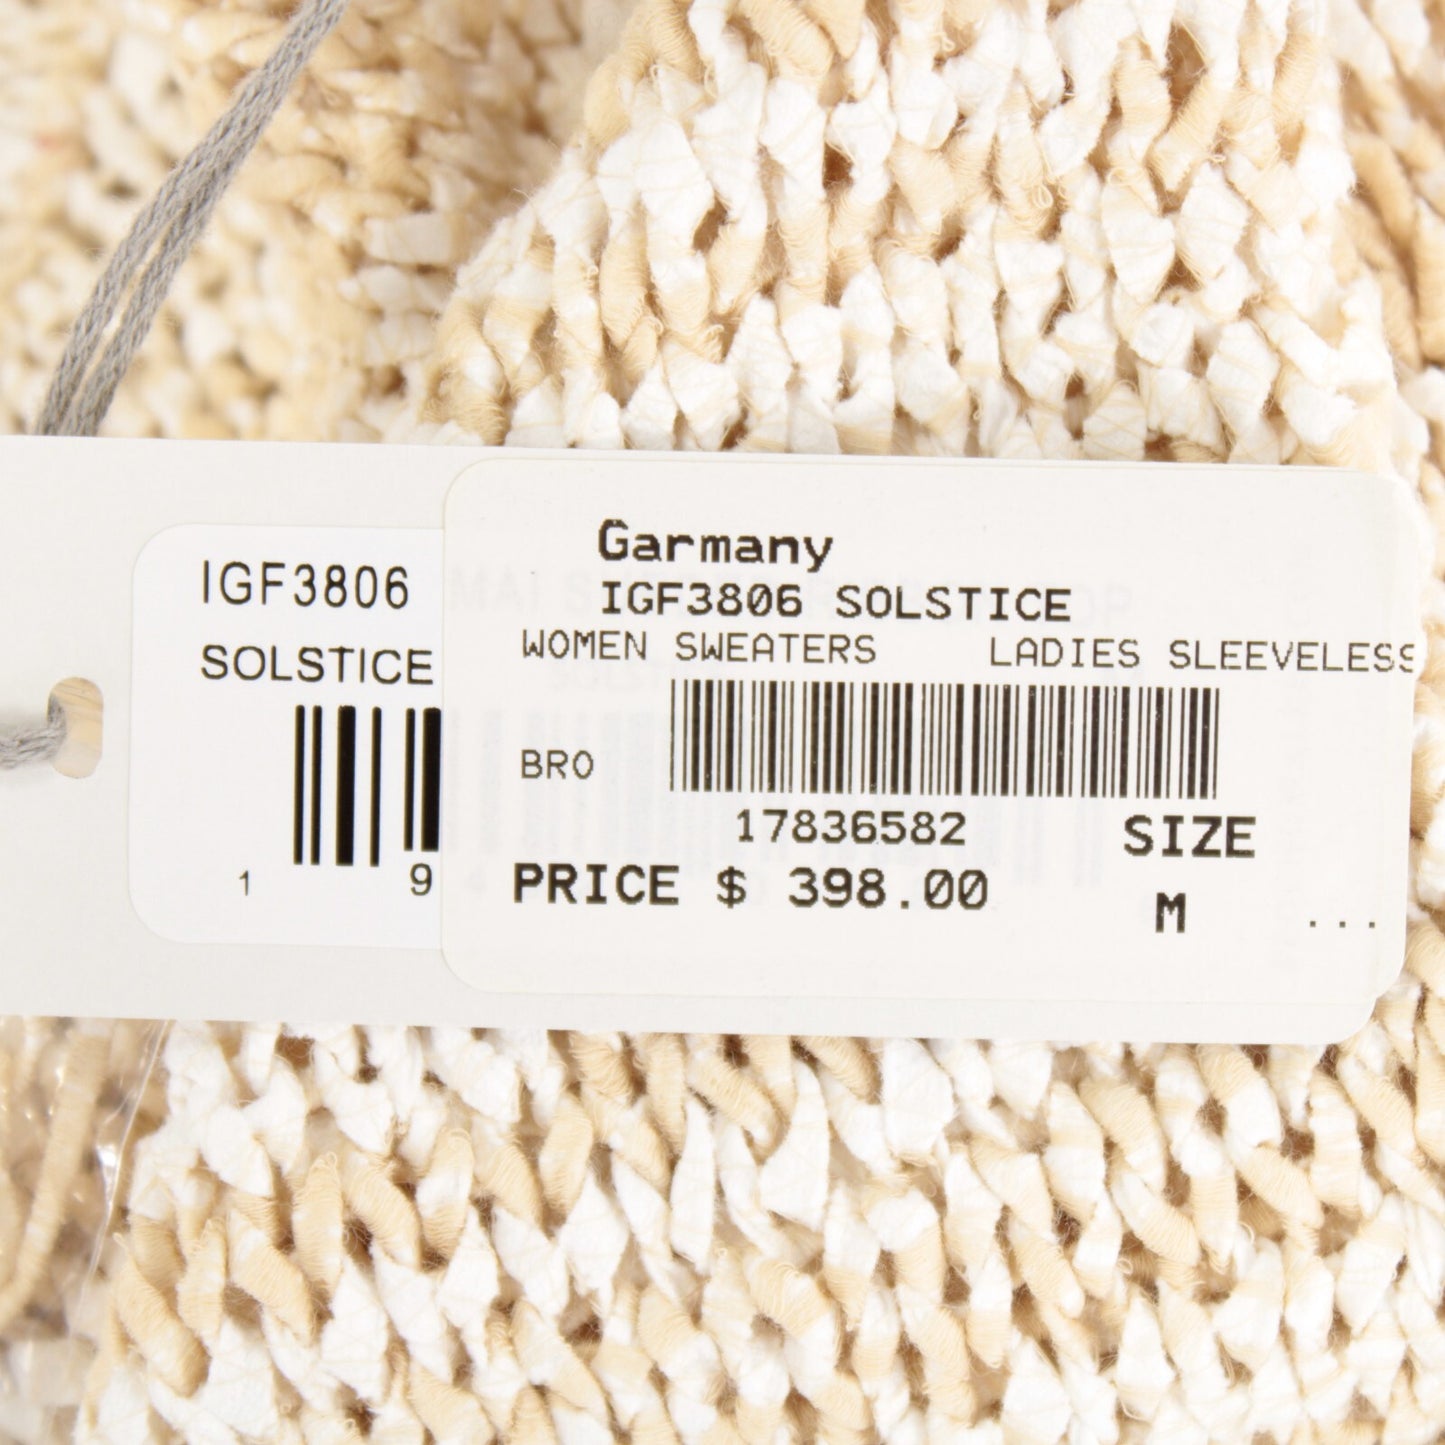 IGF3806
SOLSTICE
1 9
Garmany
IGF3806 SOLSTICE
WOMEN SWEATERS LADIES SLEEVELESS
BRO
17836582
SIZE
PRICE $ 398.00
M
...